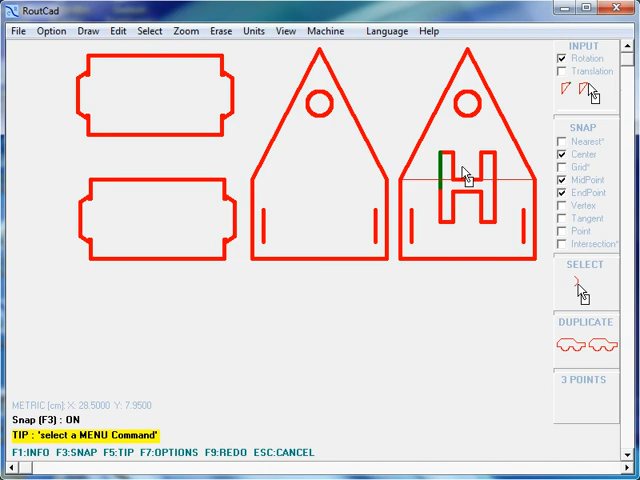 RoutCad
File Option Draw Edit Select Zoom Erase Units View Machine Language Help
INPUT
Rotation
Translation
SNAP
Nearest*
Center
Grid*
MidPoint
EndPoint
Vertex
Tangent
Point
Intersection*
SELECT
DUPLICATE
3 POINTS
METRIC [cm]: X: 28.5000 Y: 7.9500
Snap (F3) : ON
TIP : 'select a MENU Command'
F1:INFO F3:SNAP F5:TIP F7:OPTIONS F9:REDO ESC:CANCEL